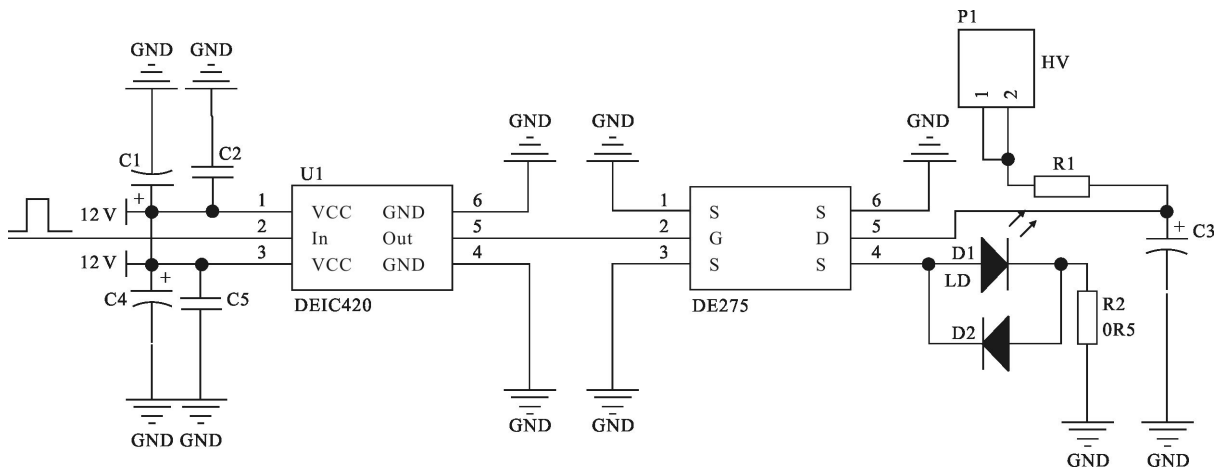 P1
GND GND
HV
1 2
GND GND GND
C1 C2
R1
U1
+
12 V 1 VCC GND 6
2 In Out 5
12 V 3 VCC GND 4
+
C4 C5
DEIC420
1 S S 6
2 G D 5
3 S S 4
DE275
+
C3
D1
LD
D2
R2
0R5
GND GND
GND GND
GND GND